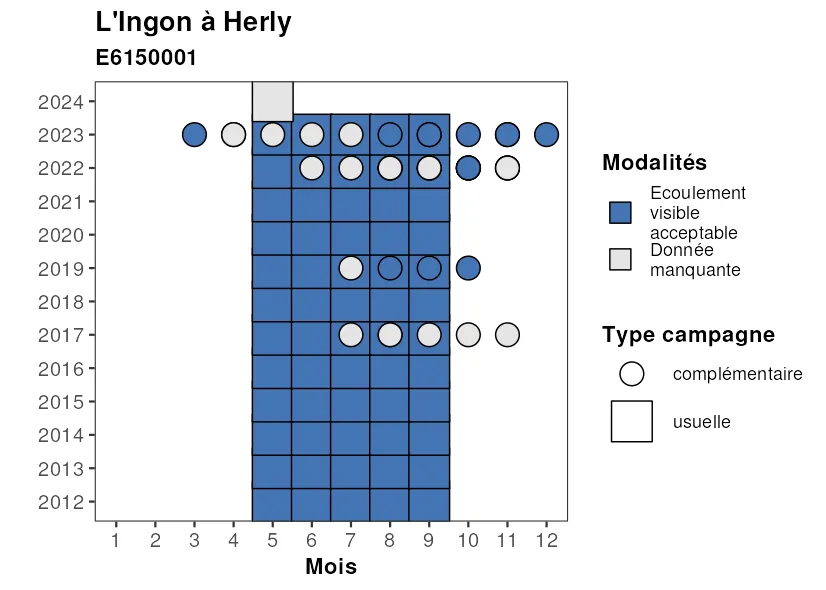 L'Ingon à Herly
E6150001
2024
2023
2022
2021
2020
2019
2018
2017
2016
2015
2014
2013
2012
1 2 3 4 5 6 7 8 9 10 11 12
Mois
Modalités
Ecoulement
visible
acceptable
Donnée
manquante
Type campagne
complémentaire
usuelle